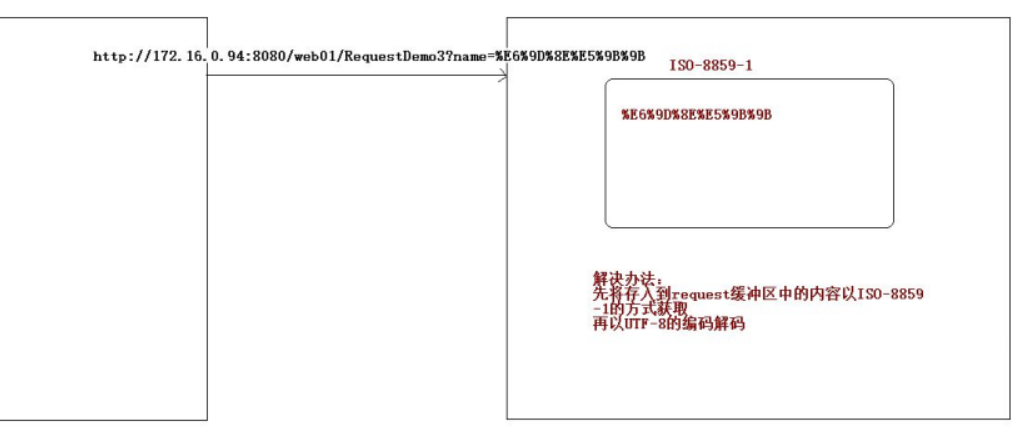 http://172.16.0.94:8080/web01/RequestDemo3?name=%E6%9D%8E%E5%9B%9B
ISO-8859-1
%E6%9D%8E%E5%9B%9B
解决办法:
先将存入到request缓冲区中的内容以ISO-8859
-1的方式获取
再以UTF-8的编码解码